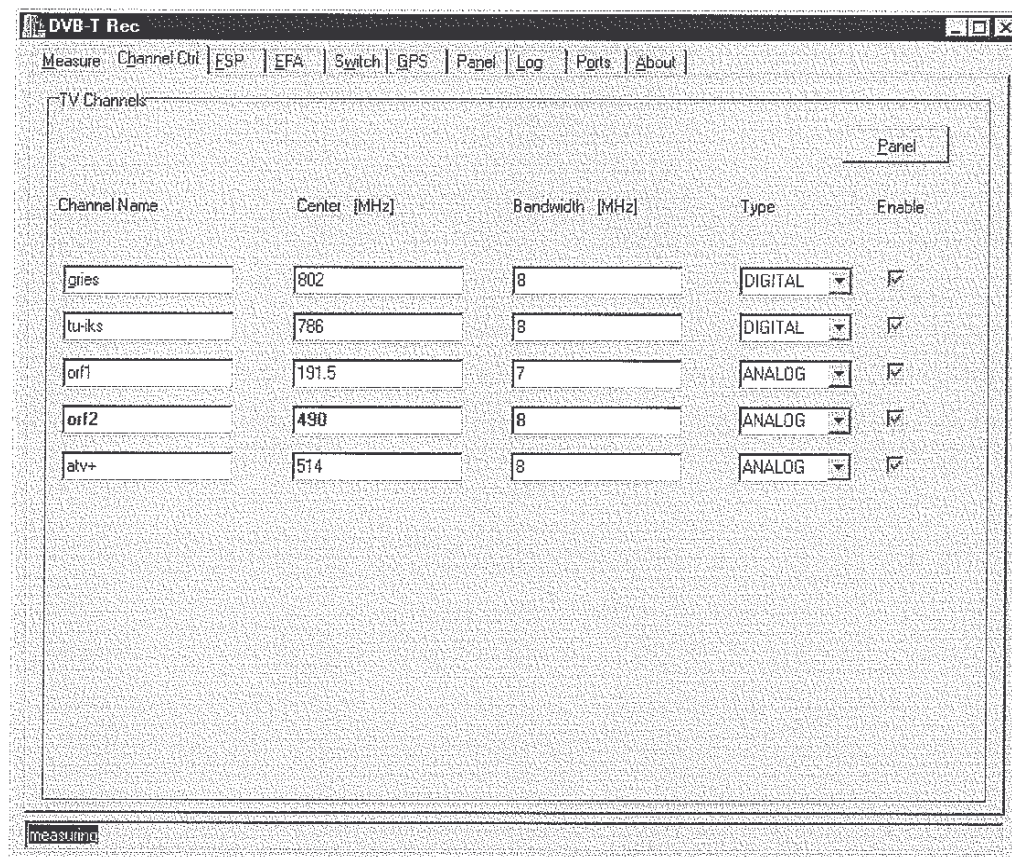 DVB-T Rec
Measure Channel Ctrl FSP EFA Switch GPS Panel Log Ports About
TV Channels
Panel
Channel Name Center [MHz] Bandwidth [MHz] Type Enable
gries 802 8 DIGITAL
tu-iks 786 8 DIGITAL
orf1 191.5 7 ANALOG
orf2 490 8 ANALOG
atv+ 514 8 ANALOG
measuring